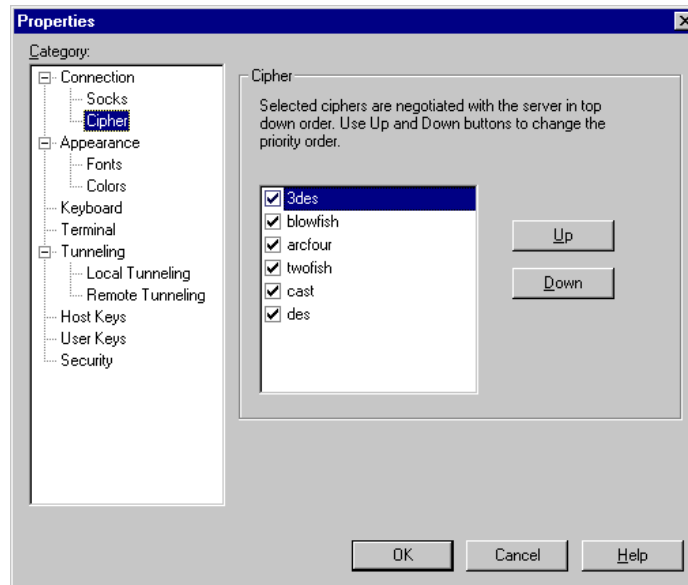 Properties
Category:
Connection
Socks
Cipher
Appearance
Fonts
Colors
Keyboard
Terminal
Tunneling
Local Tunneling
Remote Tunneling
Host Keys
User Keys
Security
Cipher
Selected ciphers are negotiated with the server in top
down order. Use Up and Down buttons to change the
priority order.
3des
blowfish
arcfour
twofish
cast
des
Up
Down
OK
Cancel
Help